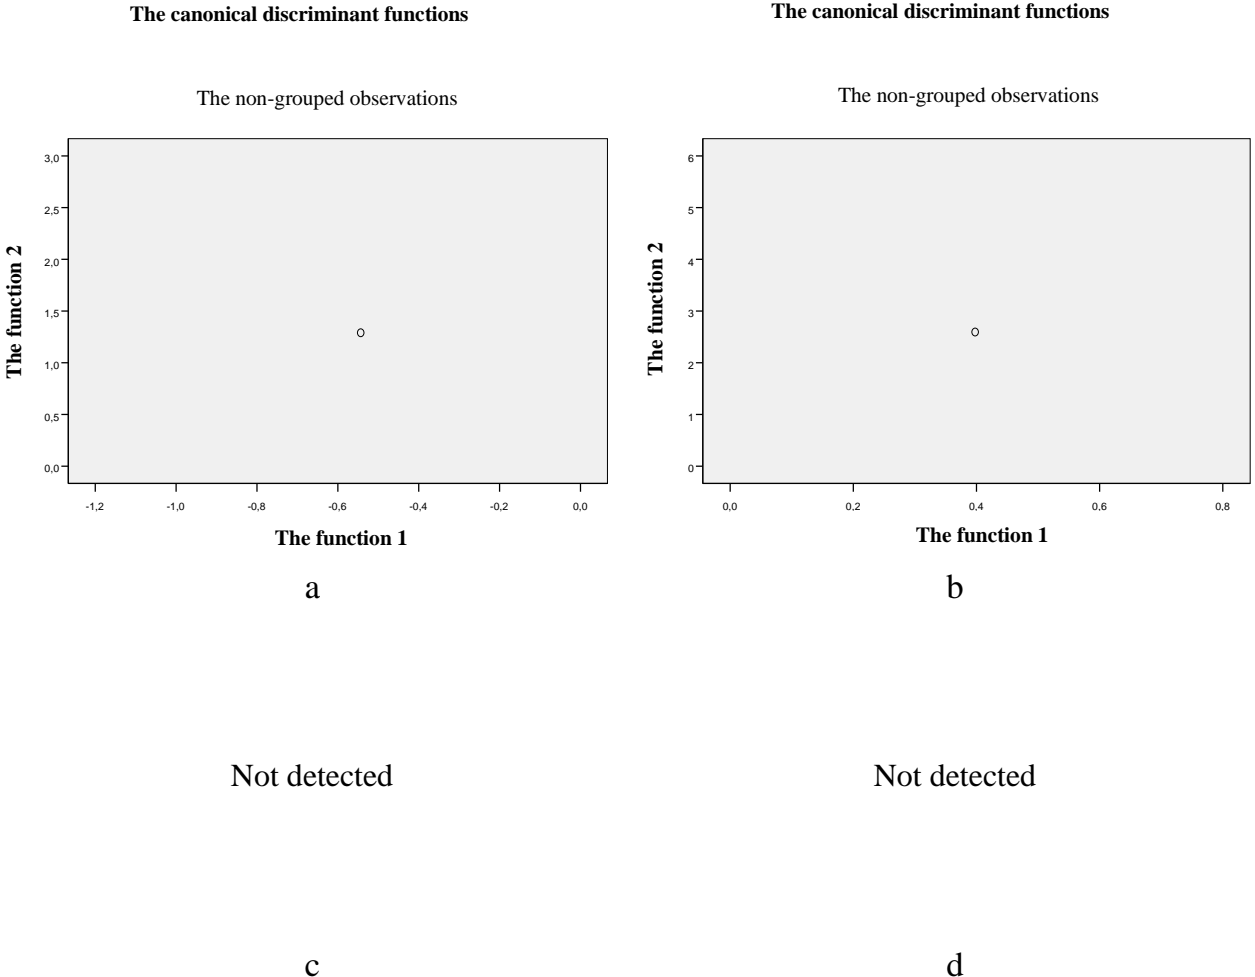 The canonical discriminant functions
The non-grouped observations
3,0
2,5
2,0
1,5
1,0
0,5
0,0
The function 2
-1,2 -1,0 -0,8 -0,6 -0,4 -0,2 0,0
The function 1
a
The canonical discriminant functions
The non-grouped observations
6
5
4
3
2
1
0
The function 2
0,0 0,2 0,4 0,6 0,8
The function 1
b
Not detected
c
Not detected
d